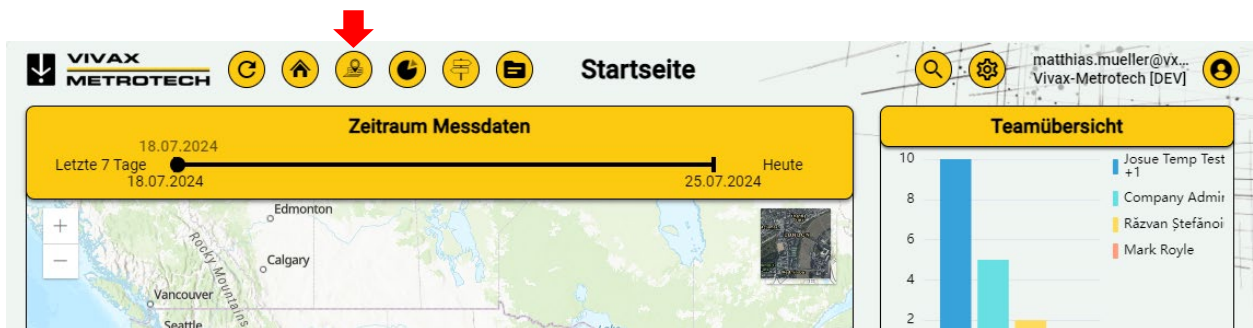 VIVAX
METROTECH
Startseite
matthias.mueller@vx...
Vivax-Metrotech [DEV]
Zeitraum Messdaten
18.07.2024
Letzte 7 Tage
Heute
18.07.2024
25.07.2024
Edmonton
Rocky Mountains
Calgary
Vancouver
Seattle
Teamübersicht
10
8
6
4
2
Josue Temp Test
+1
Company Admir
Răzvan Ștefănoi
Mark Royle